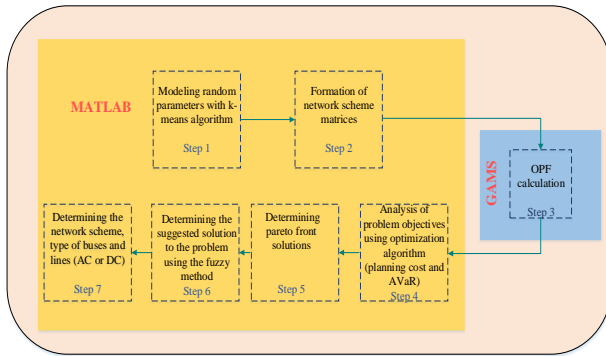 MATLAB
Modeling random
parameters with k-
means algorithm
Step 1
Formation of
network scheme
matrices
Step 2
GAMS
OPF
calculation
Step 3
Analysis of
problem objectives
using optimization
algorithm
(planning cost and
AVaR)
Step 4
Determining
pareto front
solutions
Step 5
Determining the
suggested solution
to the problem
using the fuzzy
method
Step 6
Determining the
network scheme,
type of buses and
lines (AC or DC)
Step 7